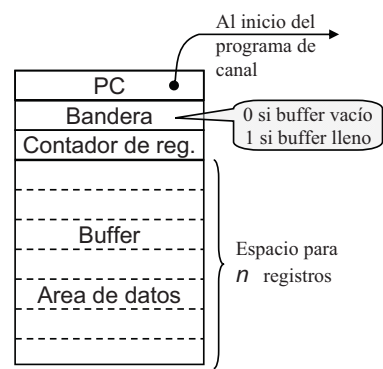 Al inicio del
programa de
canal
PC
Bandera
0 si buffer vacío
1 si buffer lleno
Contador de reg.
Buffer
Area de datos
Espacio para
n registros